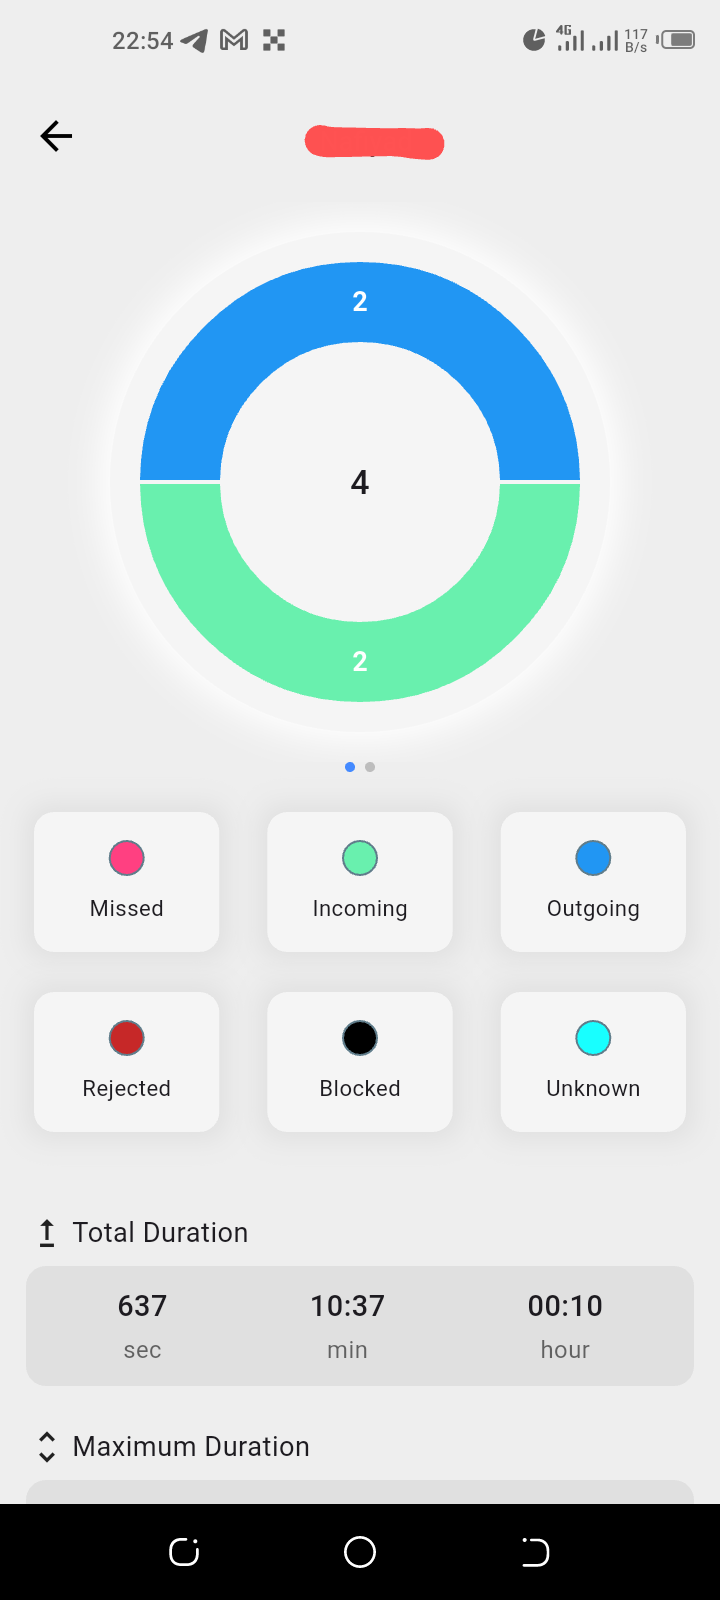 22:54 4G 117 B/s
2
4
2
Missed Incoming Outgoing
Rejected Blocked Unknown
Total Duration
637 10:37 00:10
sec min hour
Maximum Duration